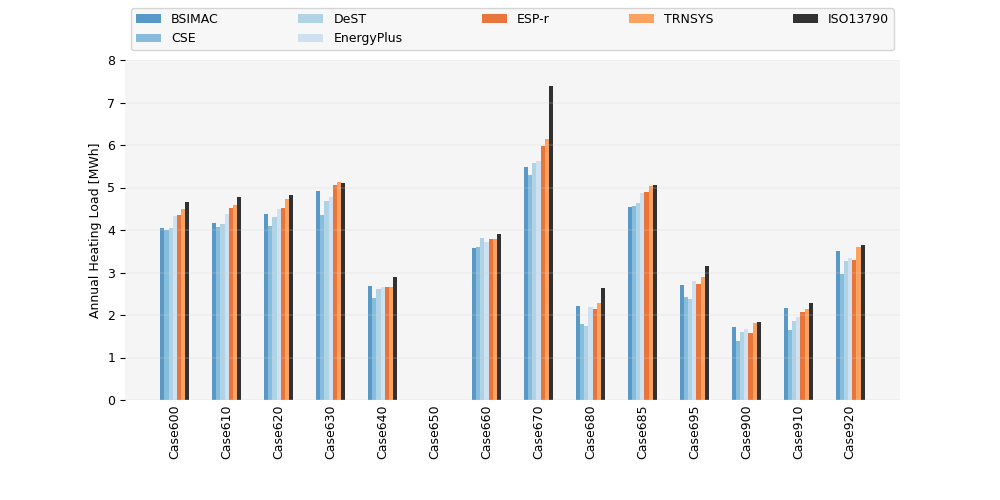 BSIMAC DeST ESP-r TRNSYS ISO13790
CSE EnergyPlus
Annual Heating Load [MWh]
8
7
6
5
4
3
2
1
0
Case600 Case610 Case620 Case630 Case640 Case650 Case660 Case670 Case680 Case685 Case695 Case900 Case910 Case920